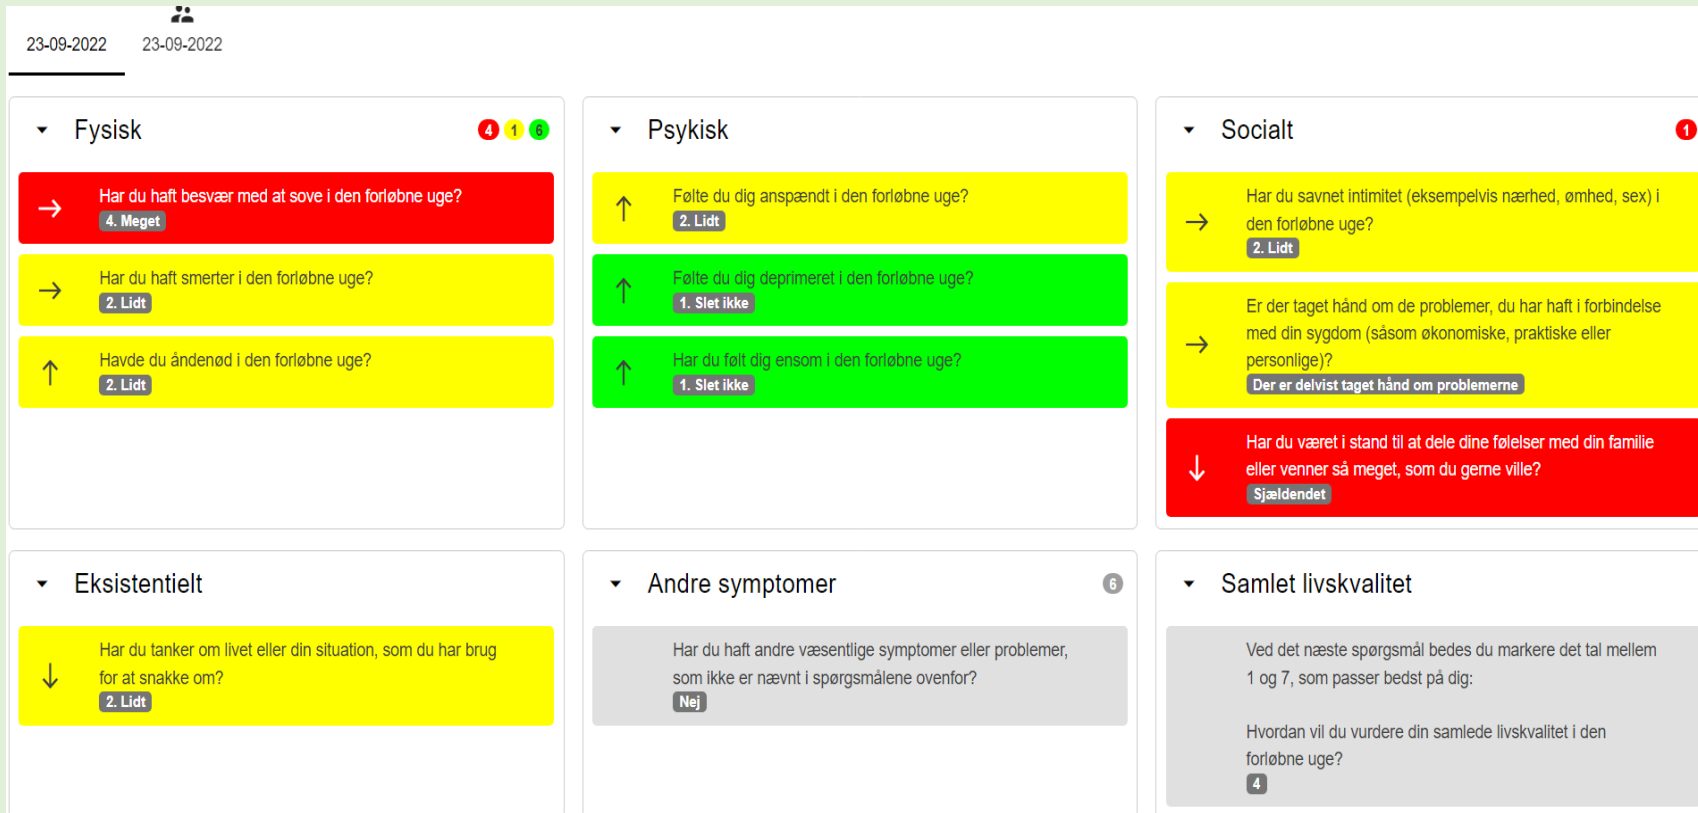 23-09-2022
23-09-2022
Fysisk
4 1 6
Har du haft besvær med at sove i den forløbne uge?
4. Meget
Har du haft smerter i den forløbne uge?
2. Lidt
Havde du åndenød i den forløbne uge?
2. Lidt
Psykisk
Følte du dig anspændt i den forløbne uge?
2. Lidt
Følte du dig deprimeret i den forløbne uge?
1. Slet ikke
Har du følt dig ensom i den forløbne uge?
1. Slet ikke
Socialt
1
Har du savnet intimitet (eksempelvis nærhed, ømhed, sex) i
den forløbne uge?
2. Lidt
Er der taget hånd om de problemer, du har haft i forbindelse
med din sygdom (såsom økonomiske, praktiske eller
personlige)?
Der er delvist taget hånd om problemerne
Har du været i stand til at dele dine følelser med din familie
eller venner så meget, som du gerne ville?
Sjældendet
Eksistentielt
Har du tanker om livet eller din situation, som du har brug
for at snakke om?
2. Lidt
Andre symptomer
6
Har du haft andre væsentlige symptomer eller problemer,
som ikke er nævnt i spørgsmålene ovenfor?
Nej
Samlet livskvalitet
Ved det næste spørgsmål bedes du markere det tal mellem
1 og 7, som passer bedst på dig:
Hvordan vil du vurdere din samlede livskvalitet i den
forløbne uge?
4